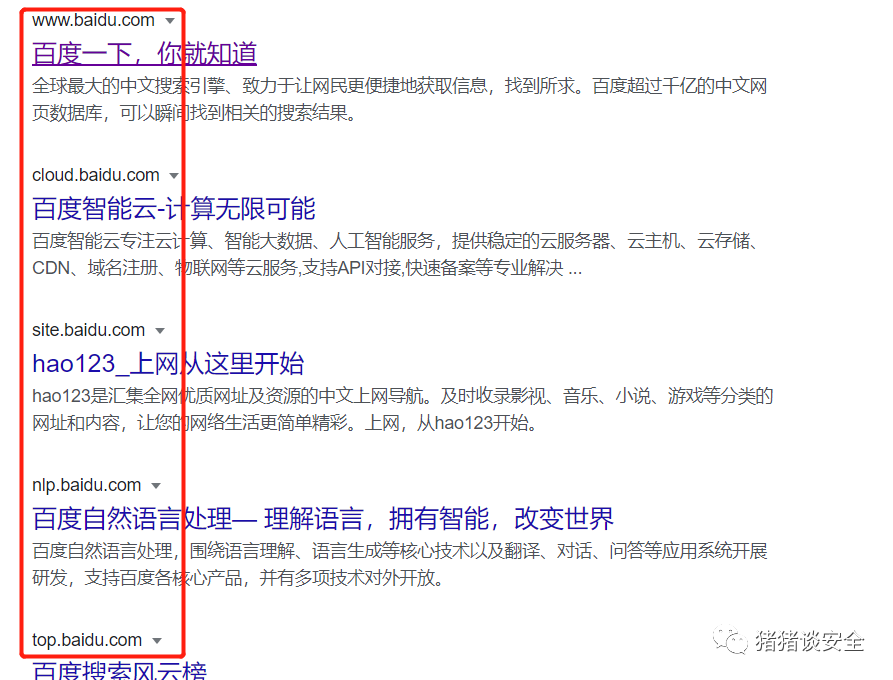 www.baidu.com
百度一下，你就知道
全球最大的中文搜索引擎、致力于让网民更便捷地获取信息，找到所求。百度超过千亿的中文网
页数据库，可以瞬间找到相关的搜索结果。
cloud.baidu.com
百度智能云-计算无限可能
百度智能云专注云计算、智能大数据、人工智能服务，提供稳定的云服务器、云主机、云存储、
CDN、域名注册、物联网等云服务,支持API对接,快速备案等专业解决 ...
site.baidu.com
hao123_上网从这里开始
hao123是汇集全网优质网址及资源的中文上网导航。及时收录影视、音乐、小说、游戏等分类的
网址和内容，让您的网络生活更简单精彩。上网，从hao123开始。
nlp.baidu.com
百度自然语言处理— 理解语言，拥有智能，改变世界
百度自然语言处理，围绕语言理解、语言生成等核心技术以及翻译、对话、问答等应用系统开展
研发，支持百度各核心产品，并有多项技术对外开放。
top.baidu.com
百度搜索风云榜
猪猪谈安全